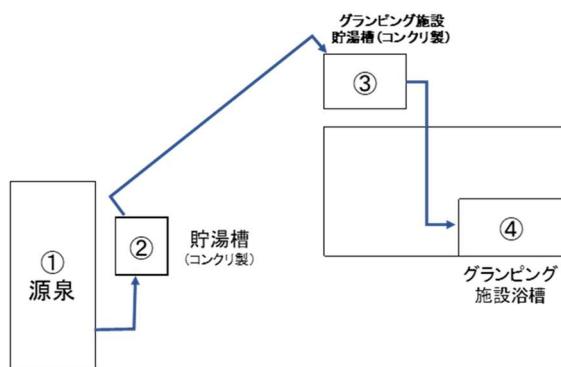 グランピング施設
貯湯槽（コンクリ製）
③
①
源泉
②
貯湯槽
（コンクリ製）
④
グランピング
施設浴槽